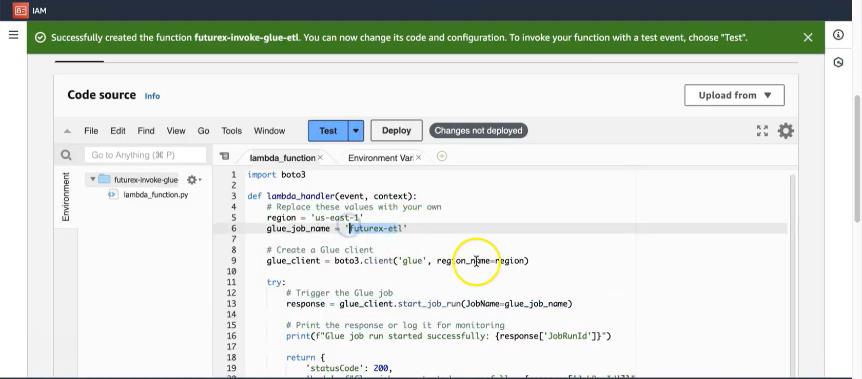 IAM
Successfully created the function futurex-invoke-glue-etl. You can now change its code and configuration. To invoke your function with a test event, choose "Test".
Code source Info
Upload from
File Edit Find View Go Tools Window Test Deploy Changes not deployed
Go to Anything (⌘ P)
lambda_function × Environment Var ×
Environment
futurex-invoke-glue
lambda_function.py
1 import boto3
2
3 def lambda_handler(event, context):
4 # Replace these values with your own
5 region = 'us-east-1'
6 glue_job_name = 'futurex-etl'
7
8 # Create a Glue client
9 glue_client = boto3.client('glue', region_name=region)
10
11 try:
12 # Trigger the Glue job
13 response = glue_client.start_job_run(JobName=glue_job_name)
14
15 # Print the response or log it for monitoring
16 print(f"Glue job run started successfully: {response['JobRunId']}")
17
18 return {
19 'statusCode': 200,